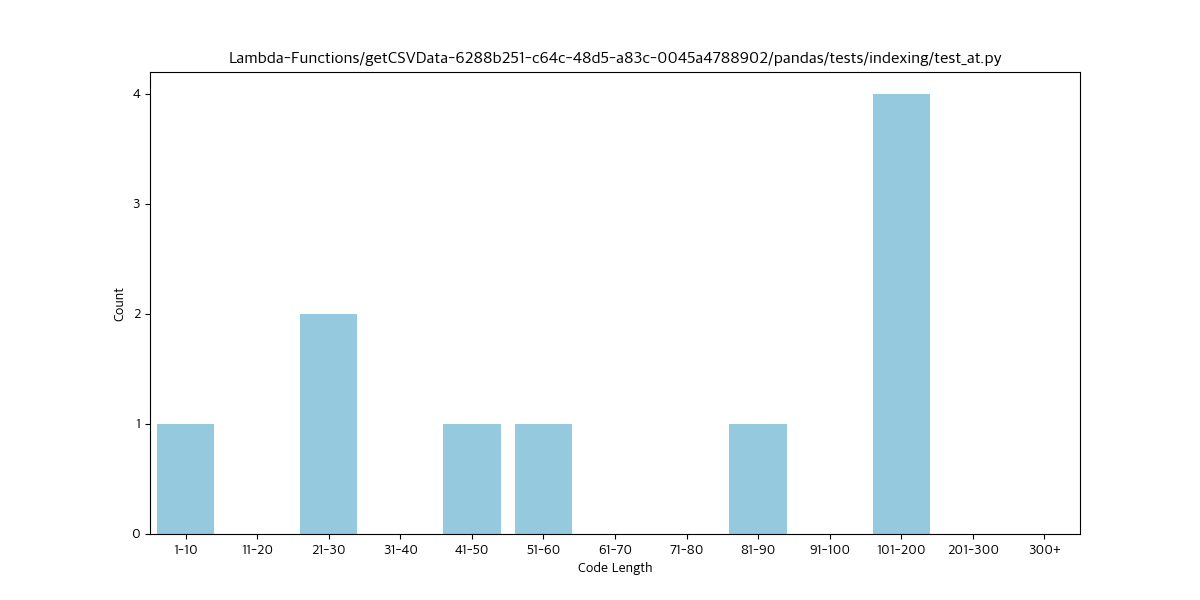 Lambda-Functions/getCSVData-6288b251-c64c-48d5-a83c-0045a4788902/pandas/tests/indexing/test_at.py
4
3
2
1
0
Count
1-10 11-20 21-30 31-40 41-50 51-60 61-70 71-80 81-90 91-100 101-200 201-300 300+
Code Length